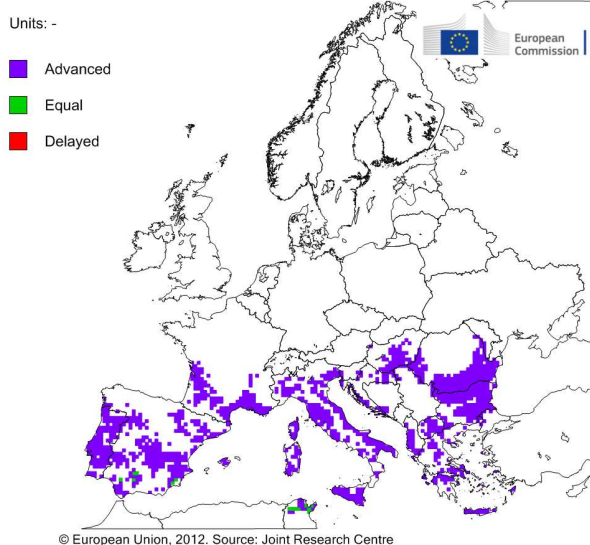 Units: -
Advanced
Equal
Delayed
European
Commission
© European Union, 2012. Source: Joint Research Centre